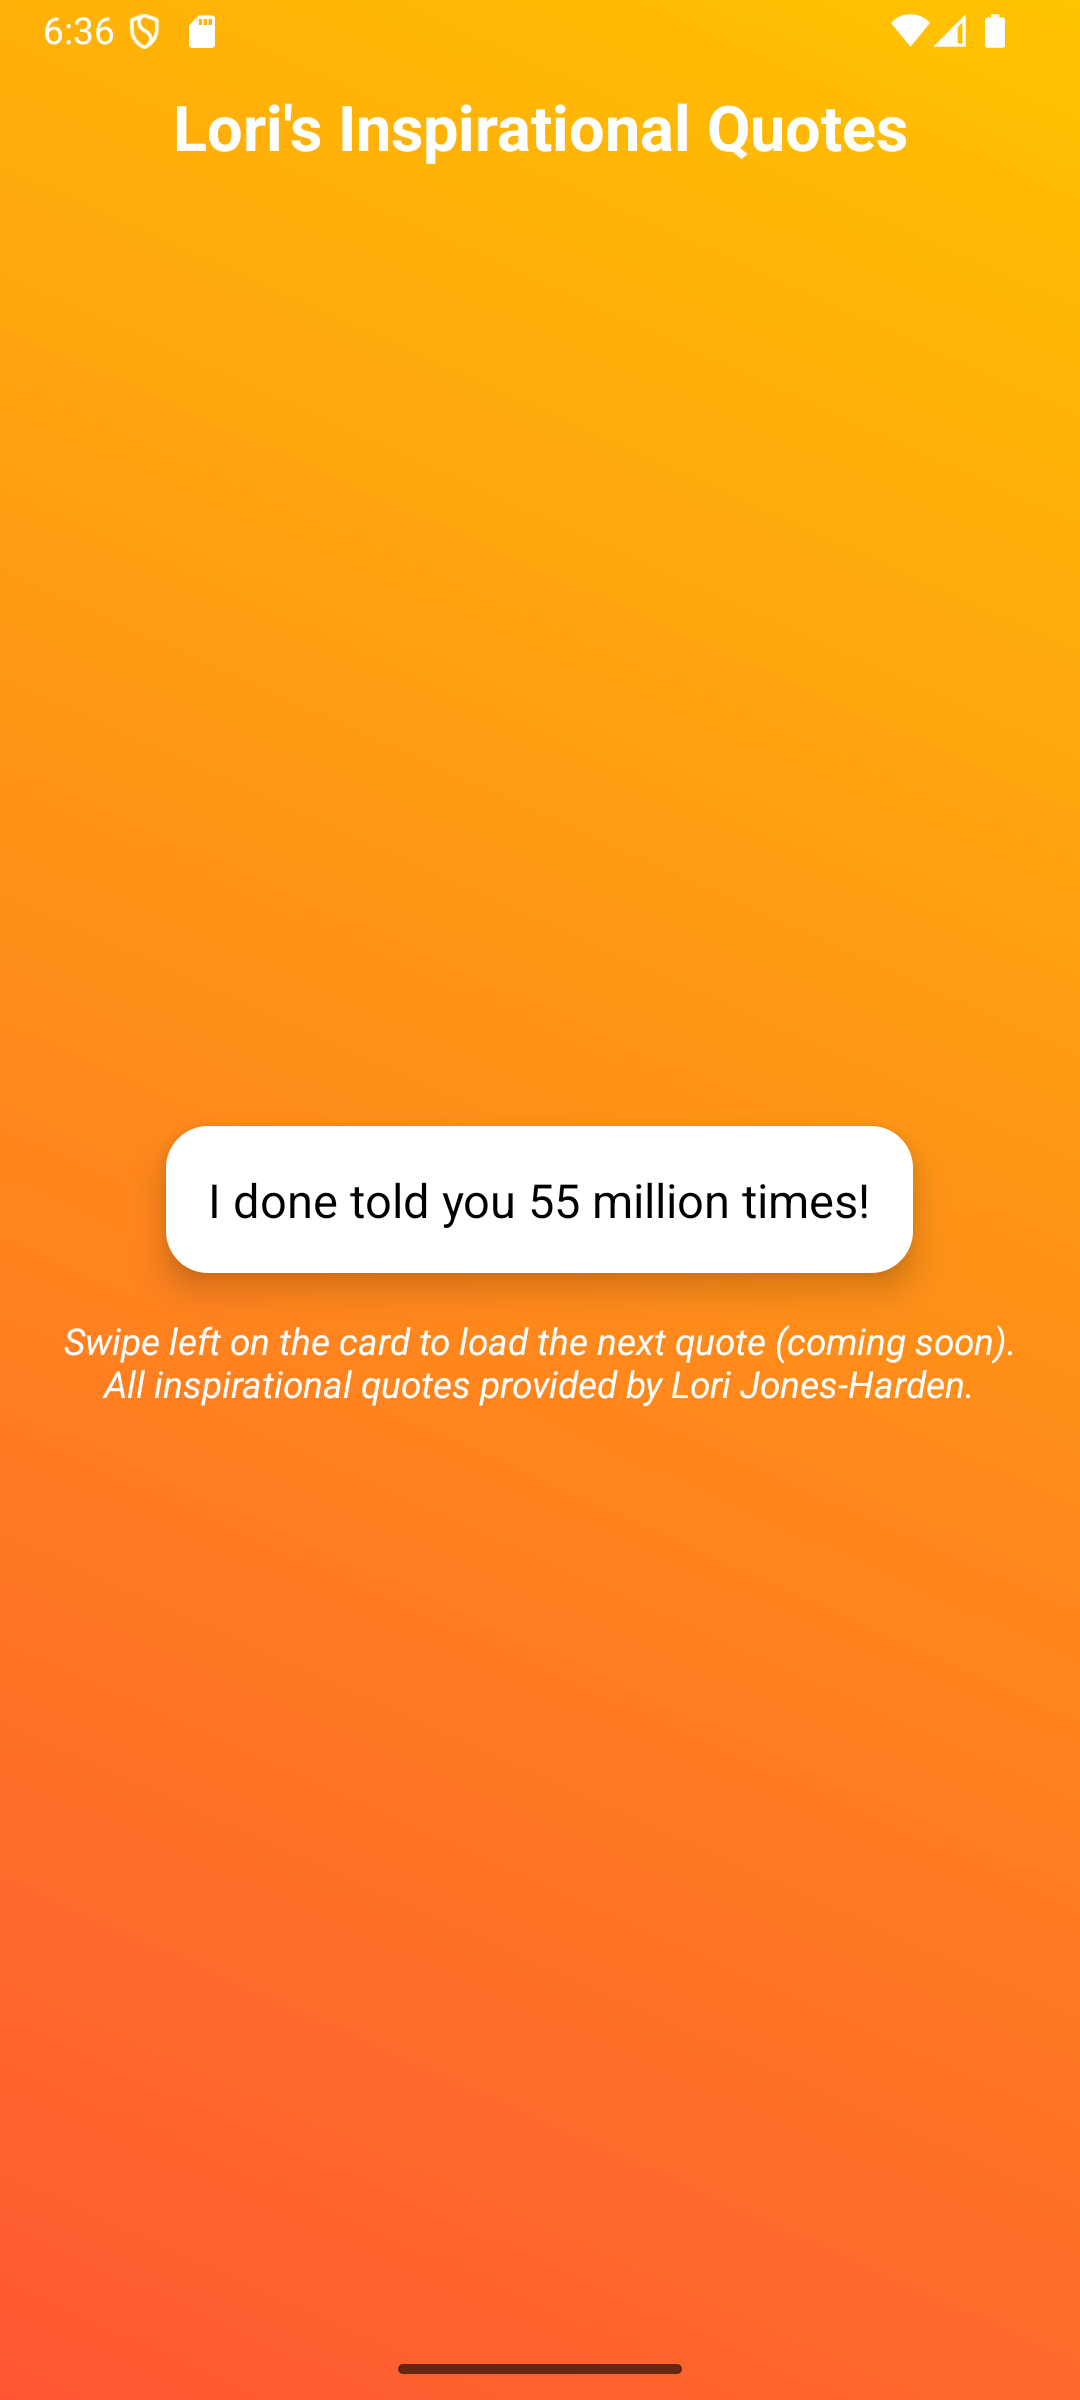 6:36
Lori's Inspirational Quotes
I done told you 55 million times!
Swipe left on the card to load the next quote (coming soon).
All inspirational quotes provided by Lori Jones-Harden.